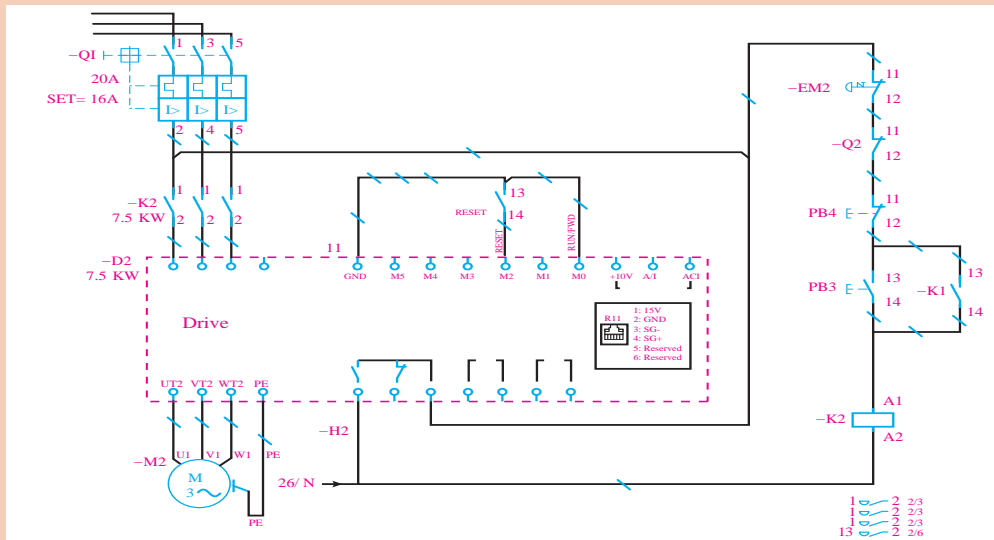 1 3 5
–QI
20A
SET= 16A
I> I> I>
2 4 5
–K2
7.5 KW
1 1 1
2 2 2
–D2
7.5 KW
11
RESET
13
14
RESET
RUN/FWD
GND M5 M4 M3 M2 M1 M0 +10V A/I ACI
Drive
R11
1: 15V
2: GND
3: SG-
4: SG+
5: Reserved
6: Reserved
UT2 VT2 WT2 PE
–H2
–M2
U1 V1 W1 PE
M
3
PE
26/ N
–EM2
11
12
–Q2
11
12
PB4
11
12
PB3
13
14
–K1
13
14
–K2
A1
A2
1 2 2/3
1 2 2/3
1 2 2/3
13 2 2/6